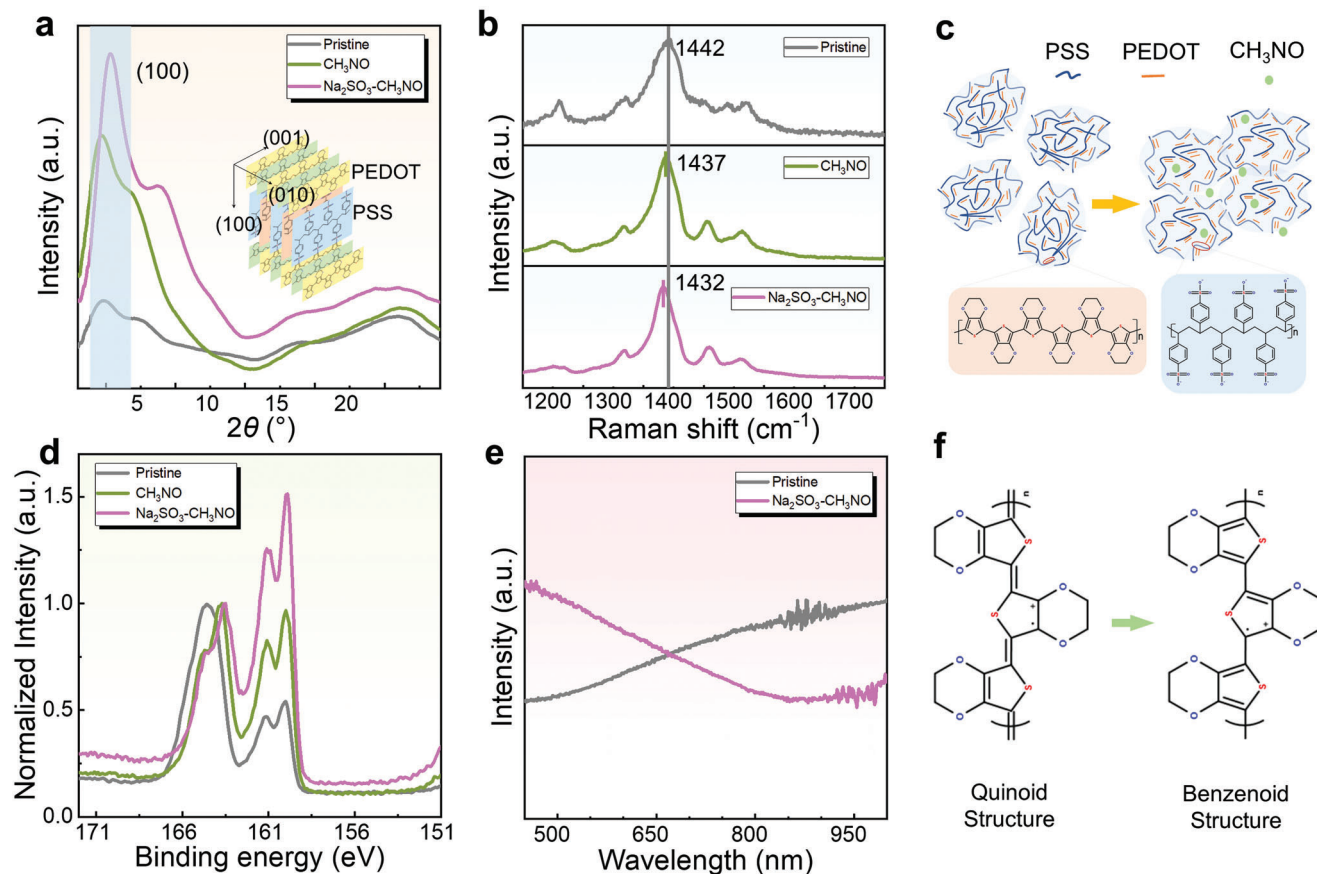 a
Pristine
CH₃NO
Na₂SO₃-CH₃NO
(100)
(001)
(010)
(100)
PEDOT
PSS
Intensity (a.u.)
5 10 15 20
2θ (°)
b
1442
Pristine
1437
CH₃NO
1432
Na₂SO₃-CH₃NO
Intensity (a.u.)
1200 1300 1400 1500 1600 1700
Raman shift (cm⁻¹)
c
PSS PEDOT CH₃NO
n
n
d
Pristine
CH₃NO
Na₂SO₃-CH₃NO
Normalized Intensity (a.u.)
1.5
1.0
0.5
0.0
171 166 161 156 151
Binding energy (eV)
e
Pristine
Na₂SO₃-CH₃NO
Intensity (a.u.)
500 650 800 950
Wavelength (nm)
f
n
O O S
S O O
O O S
n
O O S
S O O
O O S
Quinoid
Structure
Benzenoid
Structure